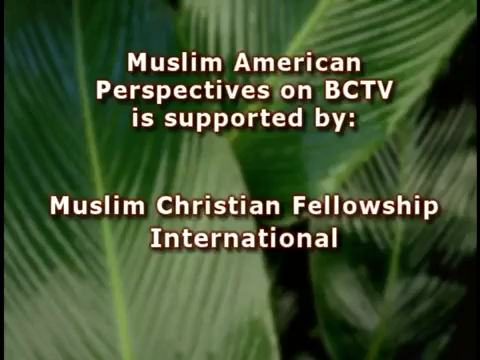 Muslim American
Perspectives on BCTV
is supported by:
Muslim Christian Fellowship
International